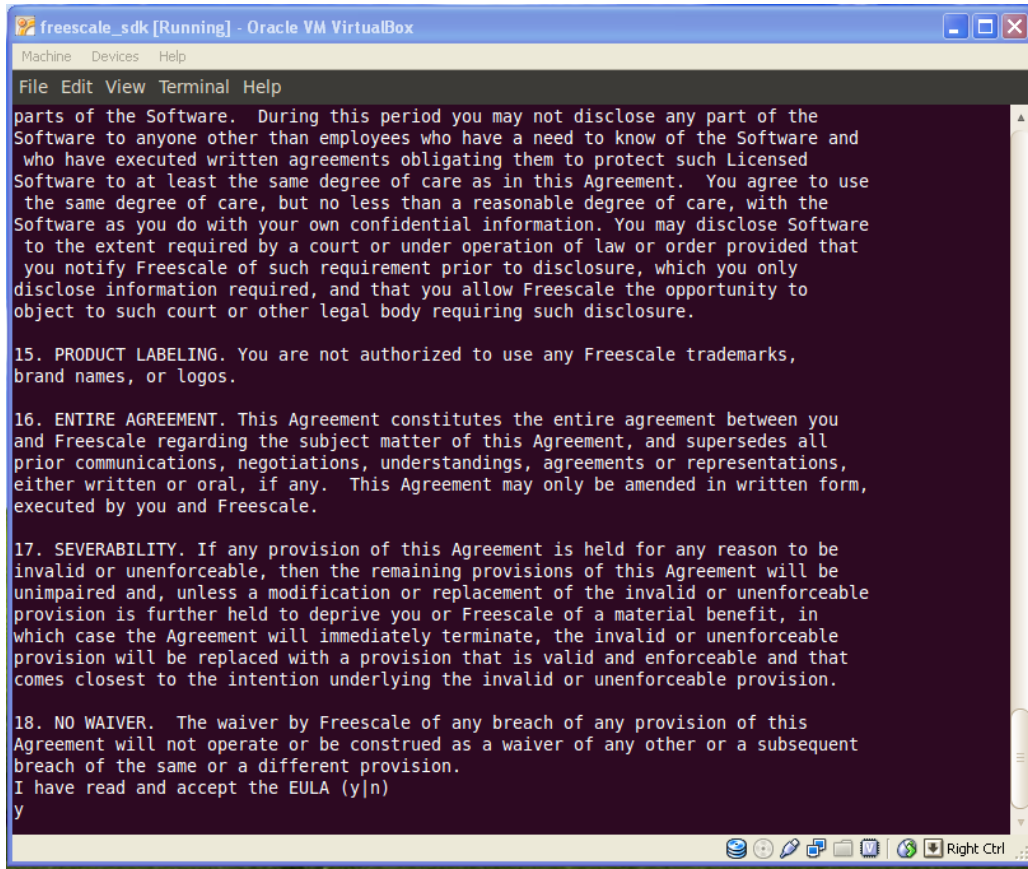 freescale_sdk [Running] - Oracle VM VirtualBox
Machine Devices Help
File Edit View Terminal Help
parts of the Software.  During this period you may not disclose any part of the
Software to anyone other than employees who have a need to know of the Software and
 who have executed written agreements obligating them to protect such Licensed
Software to at least the same degree of care as in this Agreement.  You agree to use
 the same degree of care, but no less than a reasonable degree of care, with the
Software as you do with your own confidential information. You may disclose Software
 to the extent required by a court or under operation of law or order provided that
 you notify Freescale of such requirement prior to disclosure, which you only
disclose information required, and that you allow Freescale the opportunity to
object to such court or other legal body requiring such disclosure.

15. PRODUCT LABELING. You are not authorized to use any Freescale trademarks,
brand names, or logos.

16. ENTIRE AGREEMENT. This Agreement constitutes the entire agreement between you
and Freescale regarding the subject matter of this Agreement, and supersedes all
prior communications, negotiations, understandings, agreements or representations,
either written or oral, if any.  This Agreement may only be amended in written form,
executed by you and Freescale.

17. SEVERABILITY. If any provision of this Agreement is held for any reason to be
invalid or unenforceable, then the remaining provisions of this Agreement will be
unimpaired and, unless a modification or replacement of the invalid or unenforceable
provision is further held to deprive you or Freescale of a material benefit, in
which case the Agreement will immediately terminate, the invalid or unenforceable
provision will be replaced with a provision that is valid and enforceable and that
comes closest to the intention underlying the invalid or unenforceable provision.

18. NO WAIVER.  The waiver by Freescale of any breach of any provision of this
Agreement will not operate or be construed as a waiver of any other or a subsequent
breach of the same or a different provision.
I have read and accept the EULA (y|n)
y
Right Ctrl